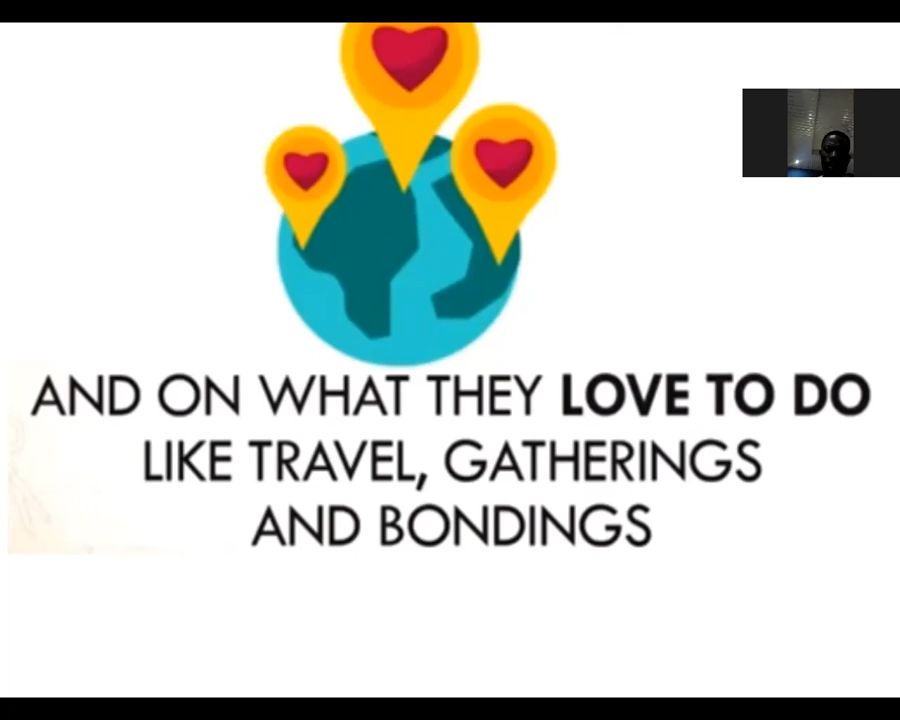 AND ON WHAT THEY LOVE TO DO
LIKE TRAVEL, GATHERINGS
AND BONDINGS